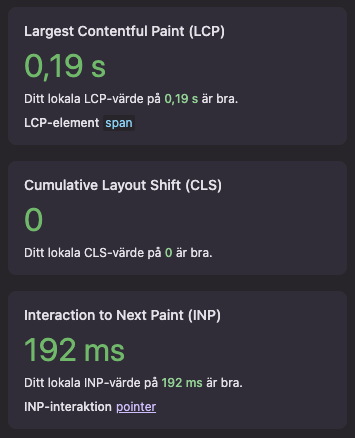 Largest Contentful Paint (LCP)
0,19 s
Ditt lokala LCP-värde på 0,19 s är bra.
LCP-element span
Cumulative Layout Shift (CLS)
0
Ditt lokala CLS-värde på 0 är bra.
Interaction to Next Paint (INP)
192 ms
Ditt lokala INP-värde på 192 ms är bra.
INP-interaktion pointer